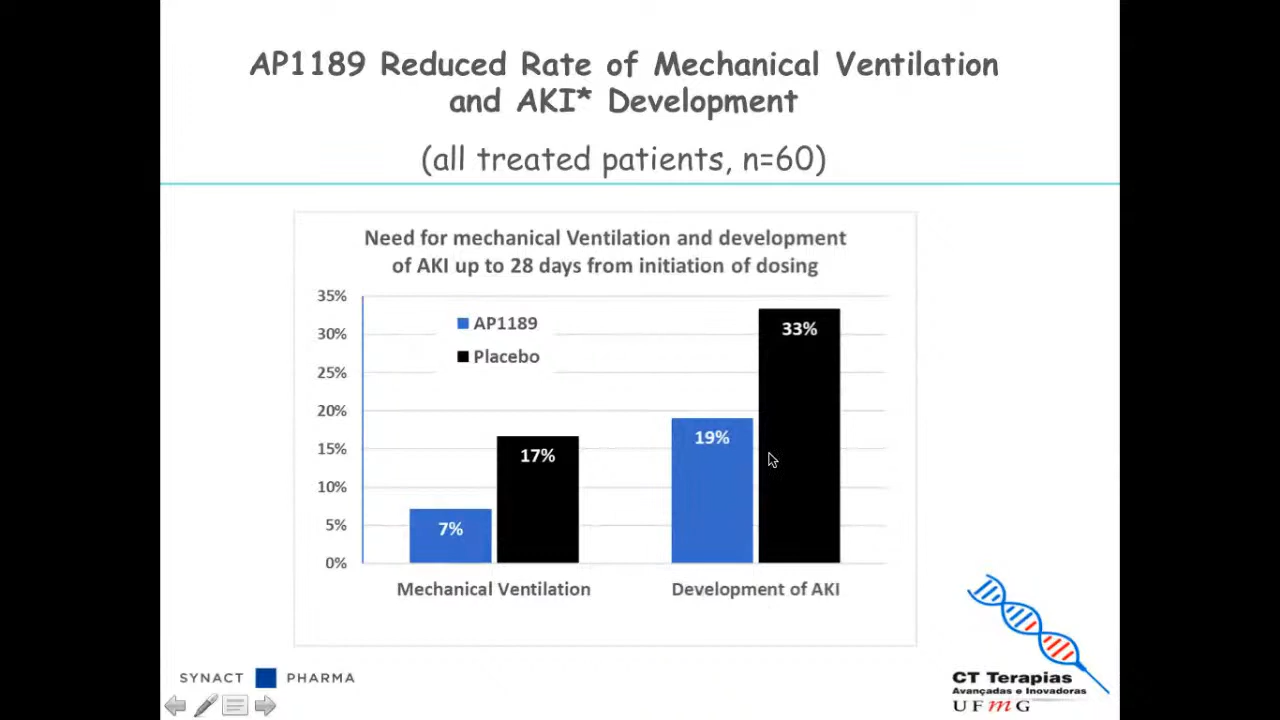 AP1189 Reduced Rate of Mechanical Ventilation
and AKI* Development
(all treated patients, n=60)
Need for mechanical Ventilation and development
of AKI up to 28 days from initiation of dosing
35%
30%
25%
20%
15%
10%
5%
0%
AP1189
Placebo
7%
17%
19%
33%
Mechanical Ventilation
Development of AKI
SYNACT PHARMA
CT Terapias
Avançadas e Inovadoras
UFmG